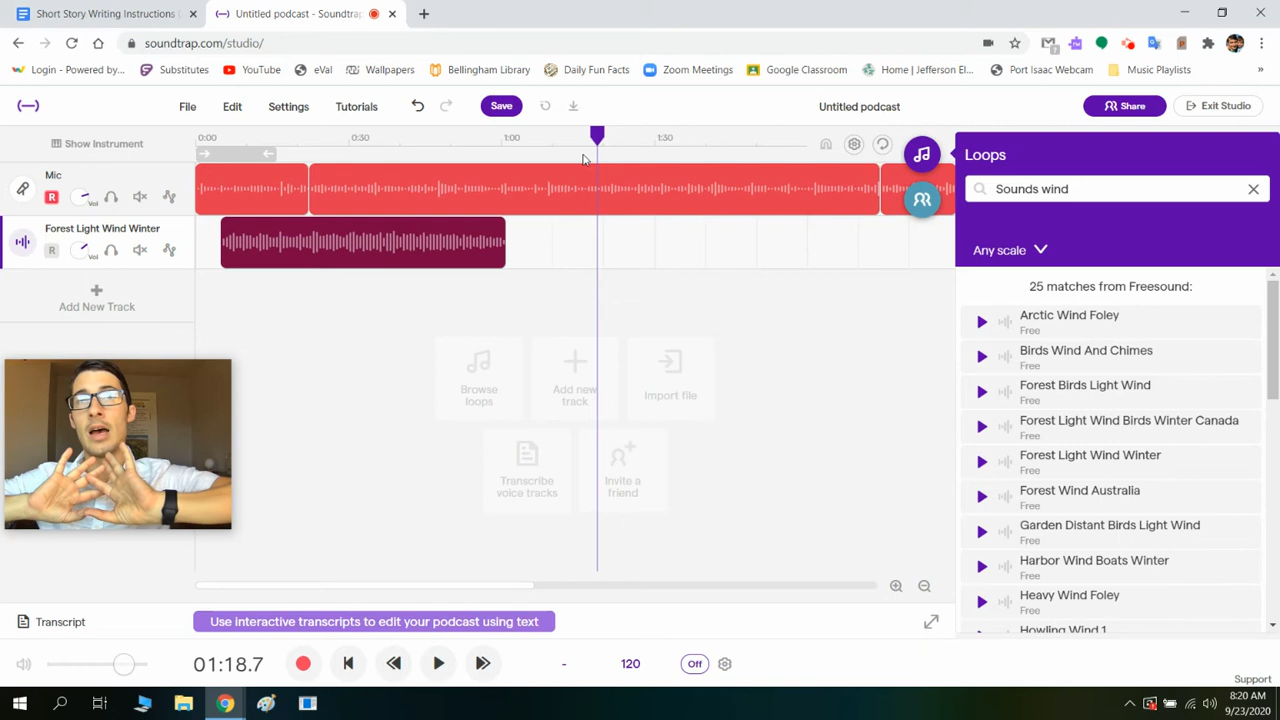 Short Story Writing Instructions
Untitled podcast - Soundtrap
soundtrap.com/studio/
Login - Powered by...
Substitutes
YouTube
eVal
Wallpapers
Bellingham Library
Daily Fun Facts
Zoom Meetings
Google Classroom
Home | Jefferson El...
Port Isaac Webcam
Music Playlists
»
File
Edit
Settings
Tutorials
Save
Untitled podcast
Share
Exit Studio
Show Instrument
0:00
0:30
1:00
1:30
Loops
Mic
R
Vol
Sounds wind
Forest Light Wind Winter
R
Vol
Any scale
Add New Track
25 matches from Freesound:
Arctic Wind Foley
Free
Birds Wind And Chimes
Free
Forest Birds Light Wind
Free
Forest Light Wind Birds Winter Canada
Free
Forest Light Wind Winter
Free
Forest Wind Australia
Free
Garden Distant Birds Light Wind
Free
Harbor Wind Boats Winter
Free
Heavy Wind Foley
Free
Howling Wind 1
Browse
loops
Add new
track
Import file
Transcribe
voice tracks
Invite a
friend
Transcript
Use interactive transcripts to edit your podcast using text
01:18.7
-
120
Off
Support
8:20 AM
9/23/2020